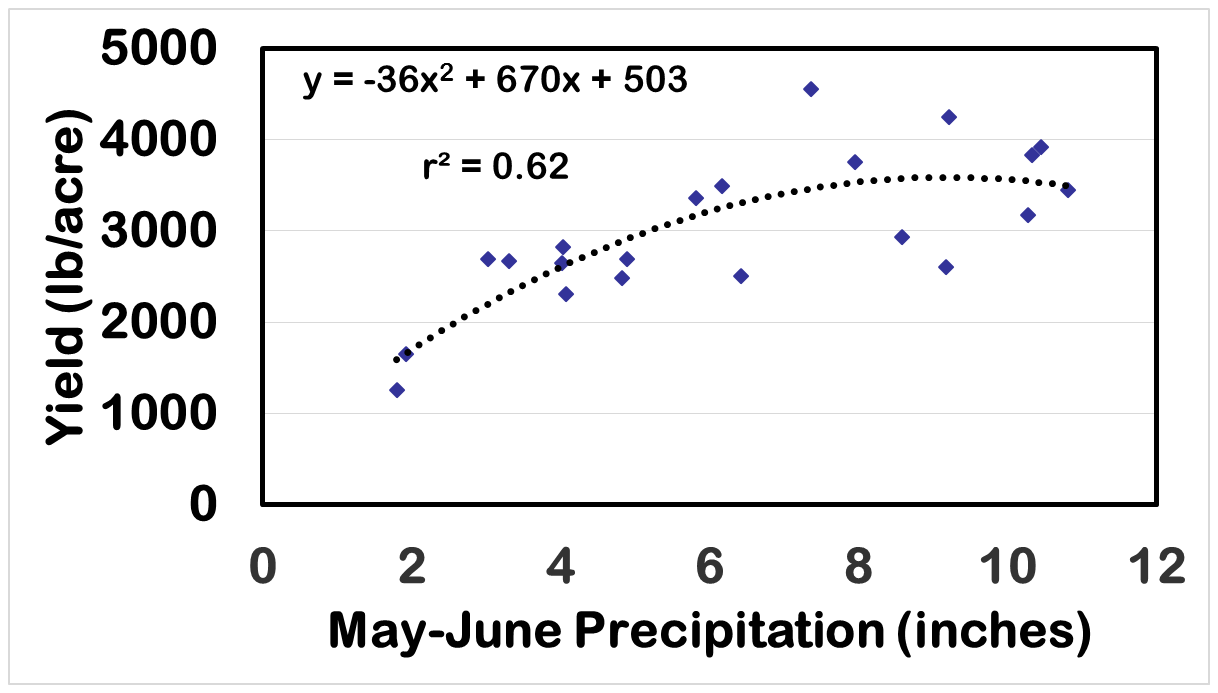 5000
4000
3000
2000
1000
0
y = -36x² + 670x + 503
r² = 0.62
Yield (lb/acre)
0 2 4 6 8 10 12
May-June Precipitation (inches)